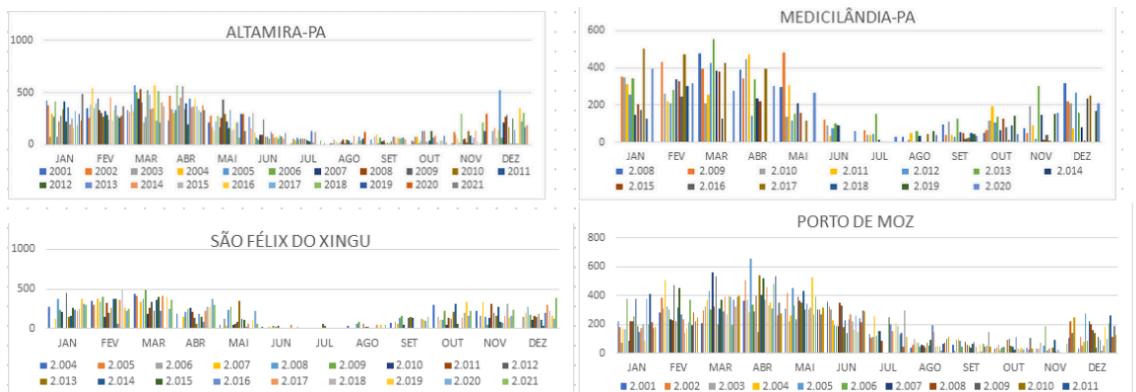 ALTAMIRA-PA
1000
500
0
JAN FEV MAR ABR MAI JUN JUL AGO SET OUT NOV DEZ
2001 2002 2003 2004 2005 2006 2007 2008 2009 2010 2011
2012 2013 2014 2015 2016 2017 2018 2019 2020 2021
MEDICILÂNDIA-PA
600
400
200
0
JAN FEV MAR ABR MAI JUN JUL AGO SET OUT NOV DEZ
2.008 2.009 2.010 2.011 2.012 2.013 2.014
2.015 2.016 2.017 2.018 2.019 2.020
SÃO FÉLIX DO XINGU
1000
500
0
JAN FEV MAR ABR MAI JUN JUL AGO SET OUT NOV DEZ
2.004 2.005 2.006 2.007 2.008 2.009 2.010 2.011 2.012
2.013 2.014 2.015 2.016 2.017 2.018 2.019 2.020 2.021
PORTO DE MOZ
800
600
400
200
0
JAN FEV MAR ABR MAI JUN JUL AGO SET OUT NOV DEZ
2.001 2.002 2.003 2.004 2.005 2.006 2.007 2.008 2.009 2.010 2.011